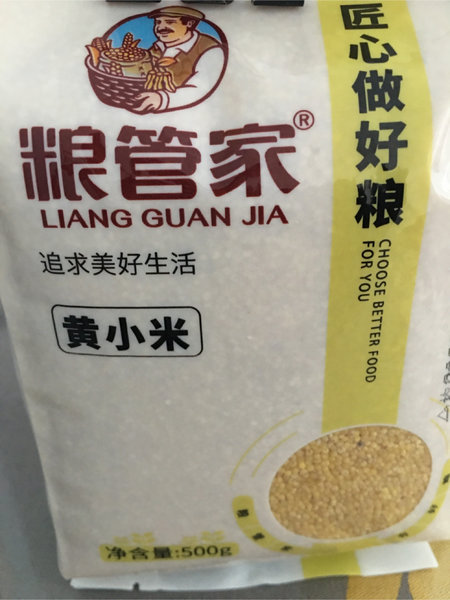 粮管家®
LIANG GUAN JIA
追求美好生活
黄小米
匠心做好粮
CHOOSE BETTER FOOD
FOR YOU
净含量:500g